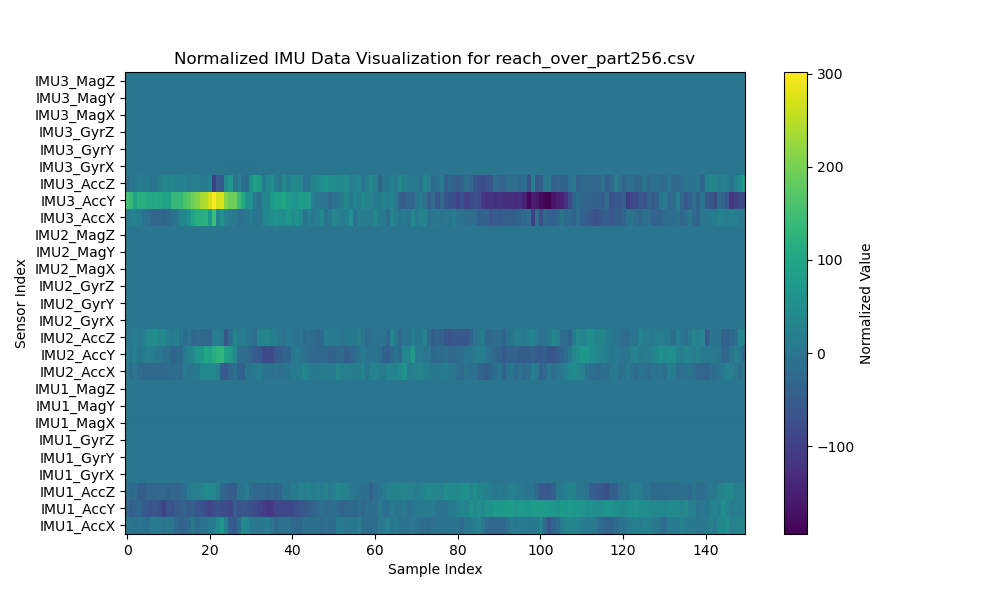 Normalized IMU Data Visualization for reach_over_part256.csv
IMU3_MagZ
IMU3_MagY
IMU3_MagX
IMU3_GyrZ
IMU3_GyrY
IMU3_GyrX
IMU3_AccZ
IMU3_AccY
IMU3_AccX
IMU2_MagZ
IMU2_MagY
IMU2_MagX
IMU2_GyrZ
IMU2_GyrY
IMU2_GyrX
IMU2_AccZ
IMU2_AccY
IMU2_AccX
IMU1_MagZ
IMU1_MagY
IMU1_MagX
IMU1_GyrZ
IMU1_GyrY
IMU1_GyrX
IMU1_AccZ
IMU1_AccY
IMU1_AccX
Sensor Index
0 20 40 60 80 100 120 140
Sample Index
300
200
100
0
−100
Normalized Value